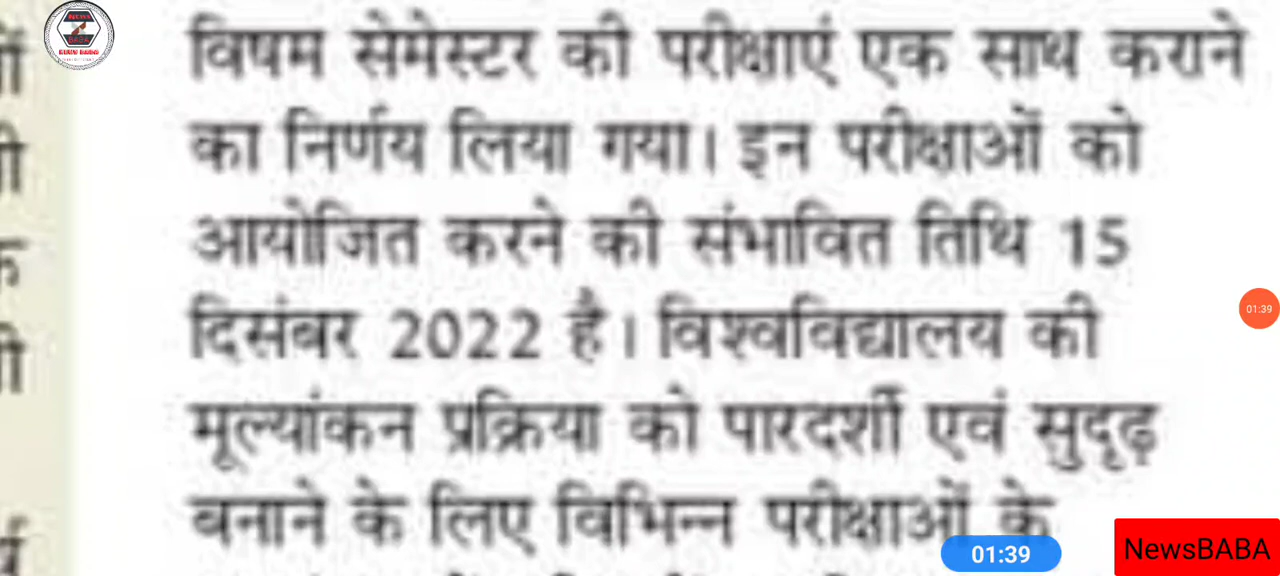 विषम सेमेस्टर की परीक्षाएं एक साथ कराने
का निर्णय लिया गया। इन परीक्षाओं को
आयोजित करने की संभावित तिथि 15
दिसंबर 2022 है। विश्वविद्यालय की
01:39
मूल्यांकन प्रक्रिया को पारदर्शी एवं सुदृढ़
बनाने के लिए विभिन्न परीक्षाओं के
01:39
NewsBABA